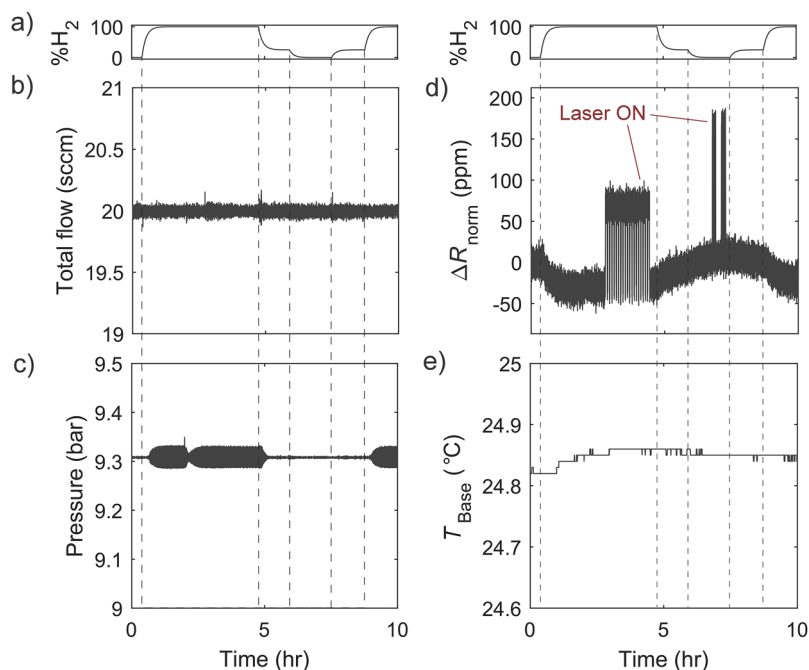 a)
%H2
100
0
%H2
100
0
b)
Total flow (sccm)
21
20.5
20
19.5
19
0
5
10
d)
ΔRnorm (ppm)
200
150
100
50
0
-50
Laser ON
c)
Pressure (bar)
9.5
9.4
9.3
9.2
9.1
9
0
5
10
Time (hr)
e)
TBase (°C)
25
24.9
24.8
24.7
24.6
0
5
10
Time (hr)